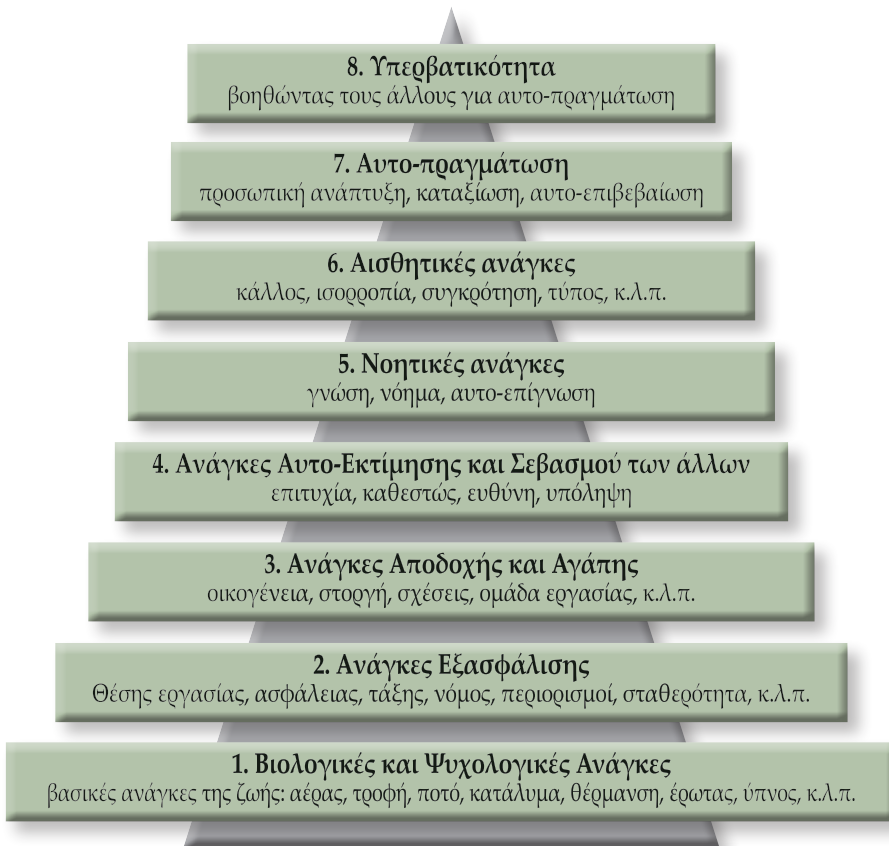 8. Υπερβατικότητα
βοηθώντας τους άλλους για αυτο-πραγμάτωση
7. Αυτο-πραγμάτωση
προσωπική ανάπτυξη, καταξίωση, αυτο-επιβεβαίωση
6. Αισθητικές ανάγκες
κάλλος, ισορροπία, συγκρότηση, τύπος, κ.λ.π.
5. Νοητικές ανάγκες
γνώση, νόημα, αυτο-επίγνωση
4. Ανάγκες Αυτο-Εκτίμησης και Σεβασμού των άλλων
επιτυχία, καθεστώς, ευθύνη, υπόληψη
3. Ανάγκες Αποδοχής και Αγάπης
οικογένεια, στοργή, σχέσεις, ομάδα εργασίας, κ.λ.π.
2. Ανάγκες Εξασφάλισης
Θέσης εργασίας, ασφάλειας, τάξης, νόμος, περιορισμοί, σταθερότητα, κ.λ.π.
1. Βιολογικές και Ψυχολογικές Ανάγκες
βασικές ανάγκες της ζωής: αέρας, τροφή, ποτό, κατάλυμα, θέρμανση, έρωτας, ύπνος, κ.λ.π.